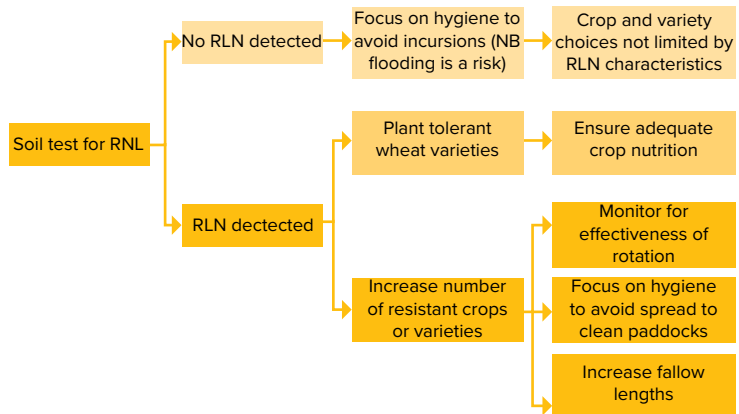 Soil test for RNL
No RLN detected
Focus on hygiene to
avoid incursions (NB
flooding is a risk)
Crop and variety
choices not limited by
RLN characteristics
RLN dectected
Plant tolerant
wheat varieties
Ensure adequate
crop nutrition
Increase number
of resistant crops
or varieties
Monitor for
effectiveness of
rotation
Focus on hygiene
to avoid spread to
clean paddocks
Increase fallow
lengths